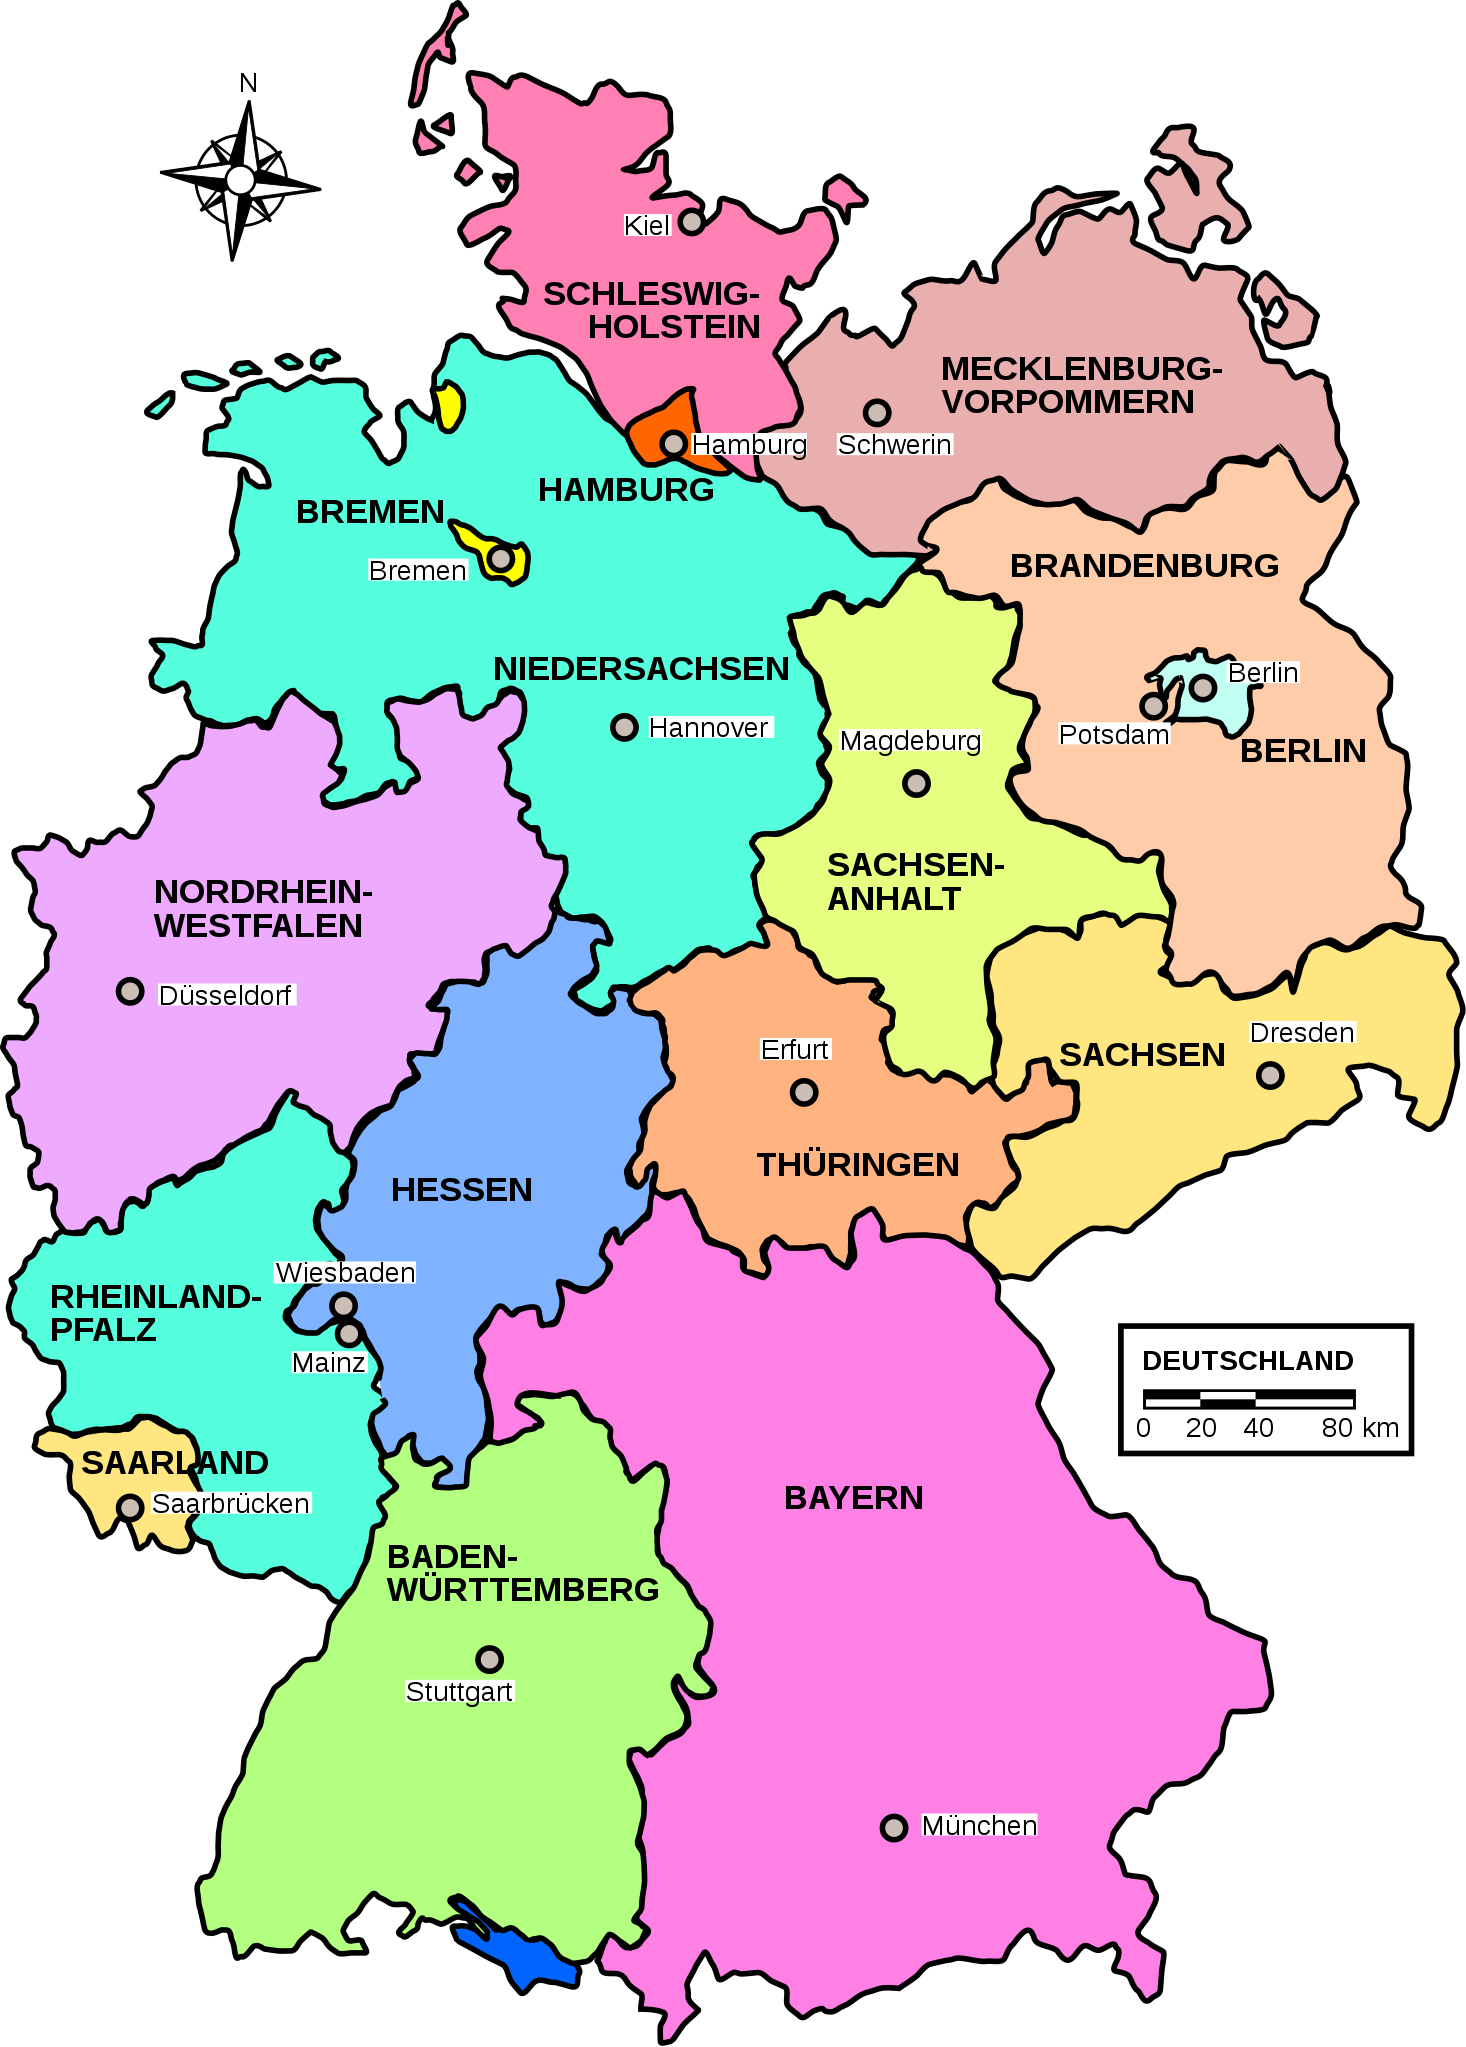 N
Kiel
SCHLESWIG-
HOLSTEIN
MECKLENBURG-
VORPOMMERN
Schwerin
Hamburg
HAMBURG
BREMEN
Bremen
BRANDENBURG
NIEDERSACHSEN
Hannover
Berlin
Potsdam
BERLIN
Magdeburg
SACHSEN-
ANHALT
NORDRHEIN-
WESTFALEN
Düsseldorf
Dresden
SACHSEN
Erfurt
THÜRINGEN
HESSEN
Wiesbaden
RHEINLAND-
PFALZ
Mainz
DEUTSCHLAND
0 20 40 80 km
SAARLAND
Saarbrücken
BAYERN
BADEN-
WÜRTTEMBERG
Stuttgart
München